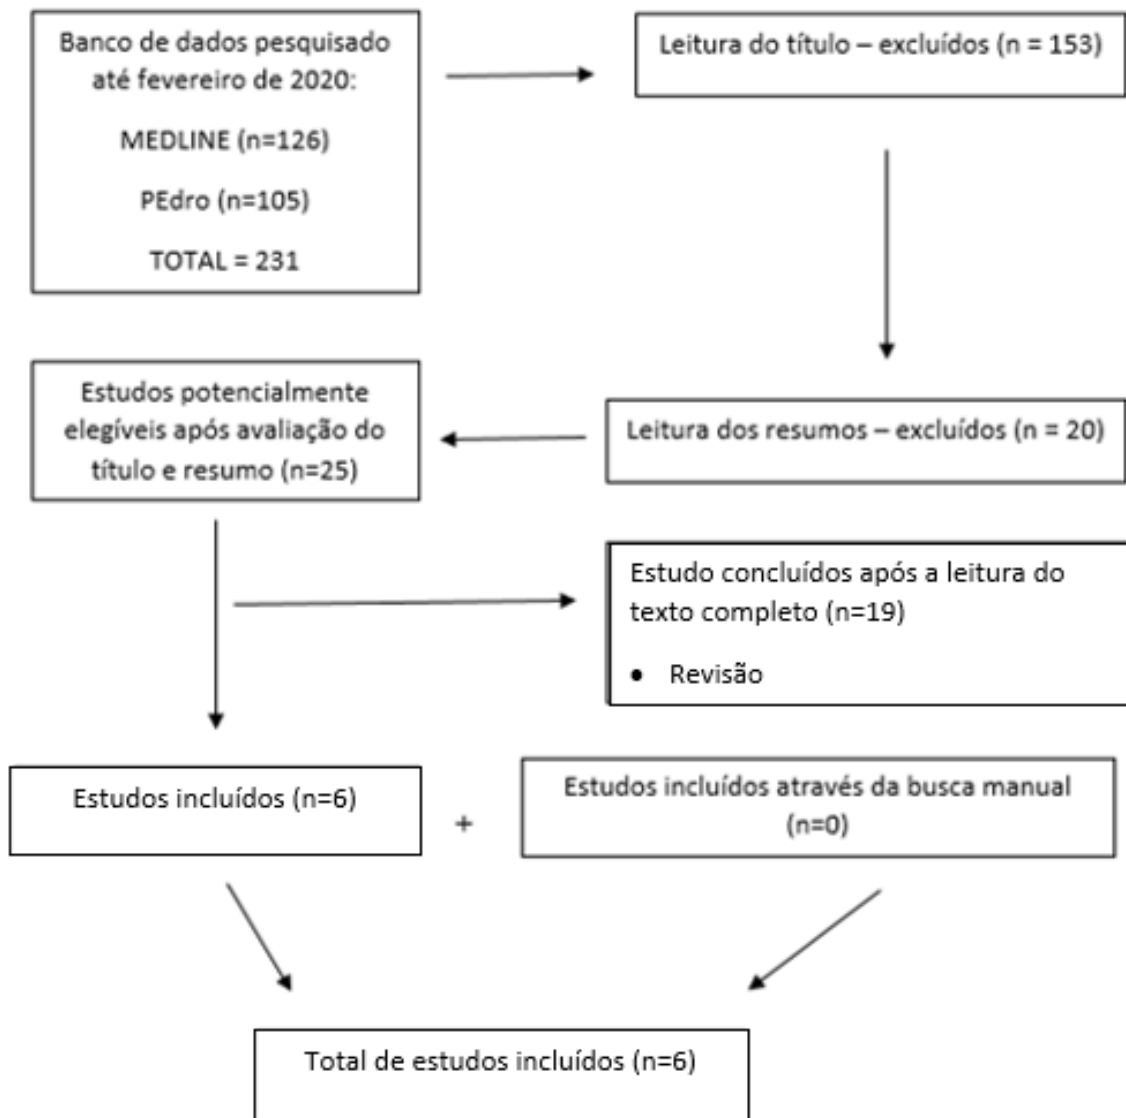 Banco de dados pesquisado
até fevereiro de 2020:
MEDLINE (n=126)
PEdro (n=105)
TOTAL = 231
Leitura do título – excluídos (n = 153)
Leitura dos resumos – excluídos (n = 20)
Estudos potencialmente
elegíveis após avaliação do
título e resumo (n=25)
Estudo concluídos após a leitura do
texto completo (n=19)
• Revisão
Estudos incluídos (n=6)
+
Estudos incluídos através da busca manual
(n=0)
Total de estudos incluídos (n=6)